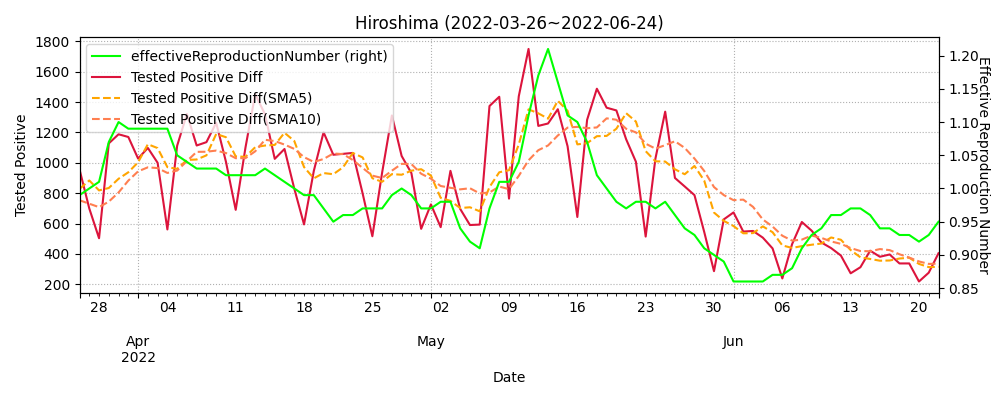 Hiroshima (2022-03-26~2022-06-24)
effectiveReproductionNumber (right)
Tested Positive Diff
Tested Positive Diff(SMA5)
Tested Positive Diff(SMA10)
1800
1600
1400
1200
1000
800
600
400
200
Tested Positive
1.20
1.15
1.10
1.05
1.00
0.95
0.90
0.85
Effective Reproduction Number
28 04 11 18 25 02 09 16 23 30 06 13 20
Apr May Jun
2022
Date